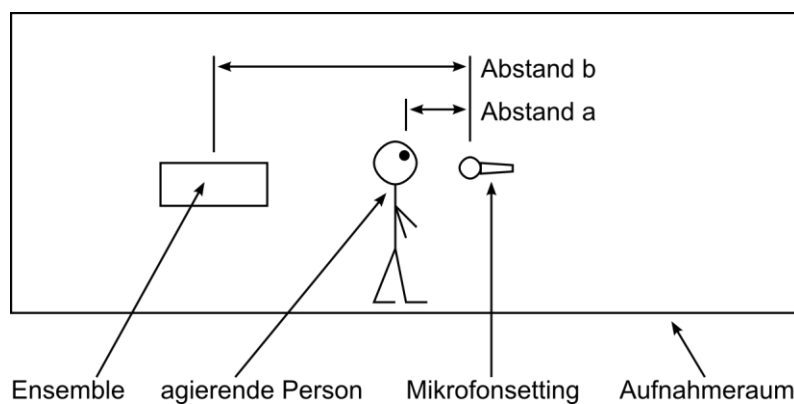 Abstand b
Abstand a
Ensemble
agierende Person
Mikrofonsetting
Aufnahmeraum